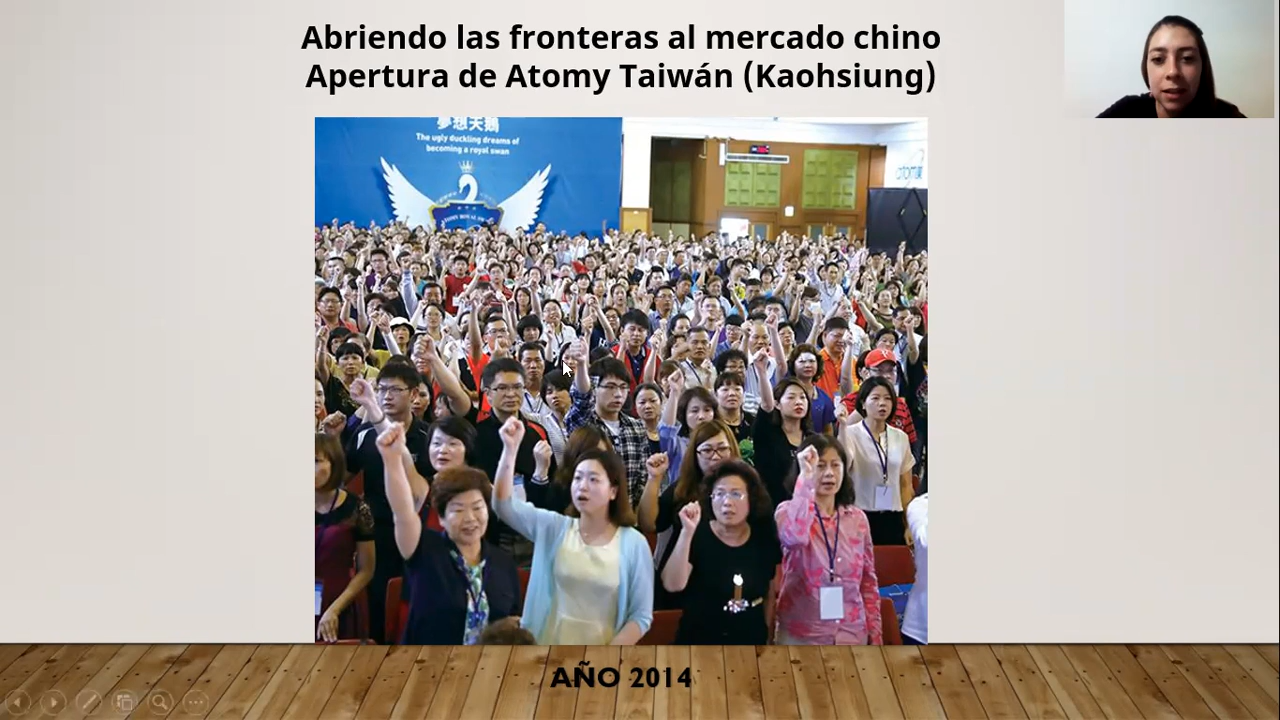 Abriendo las fronteras al mercado chino
Apertura de Atomy Taiwán (Kaohsiung)
夢想天鵝
The ugly duckling dreams of
becoming a royal swan
AÑO 2014